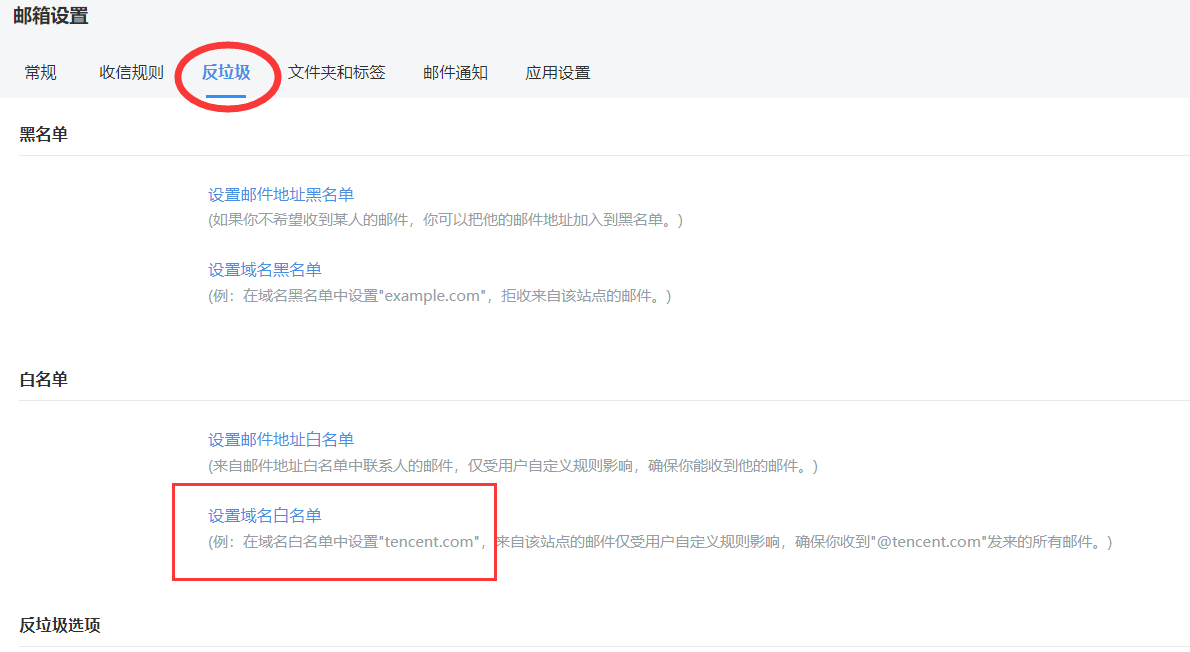 邮箱设置
常规 收信规则 反垃圾 文件夹和标签 邮件通知 应用设置
黑名单
设置邮件地址黑名单
(如果你不希望收到某人的邮件，你可以把他的邮件地址加入到黑名单。)
设置域名黑名单
(例：在域名黑名单中设置"example.com"，拒收来自该站点的邮件。)
白名单
设置邮件地址白名单
(来自邮件地址白名单中联系人的邮件，仅受用户自定义规则影响，确保你能收到他的邮件。)
设置域名白名单
(例：在域名白名单中设置"tencent.com"，来自该站点的邮件仅受用户自定义规则影响，确保你收到"@tencent.com"发来的所有邮件。)
反垃圾选项